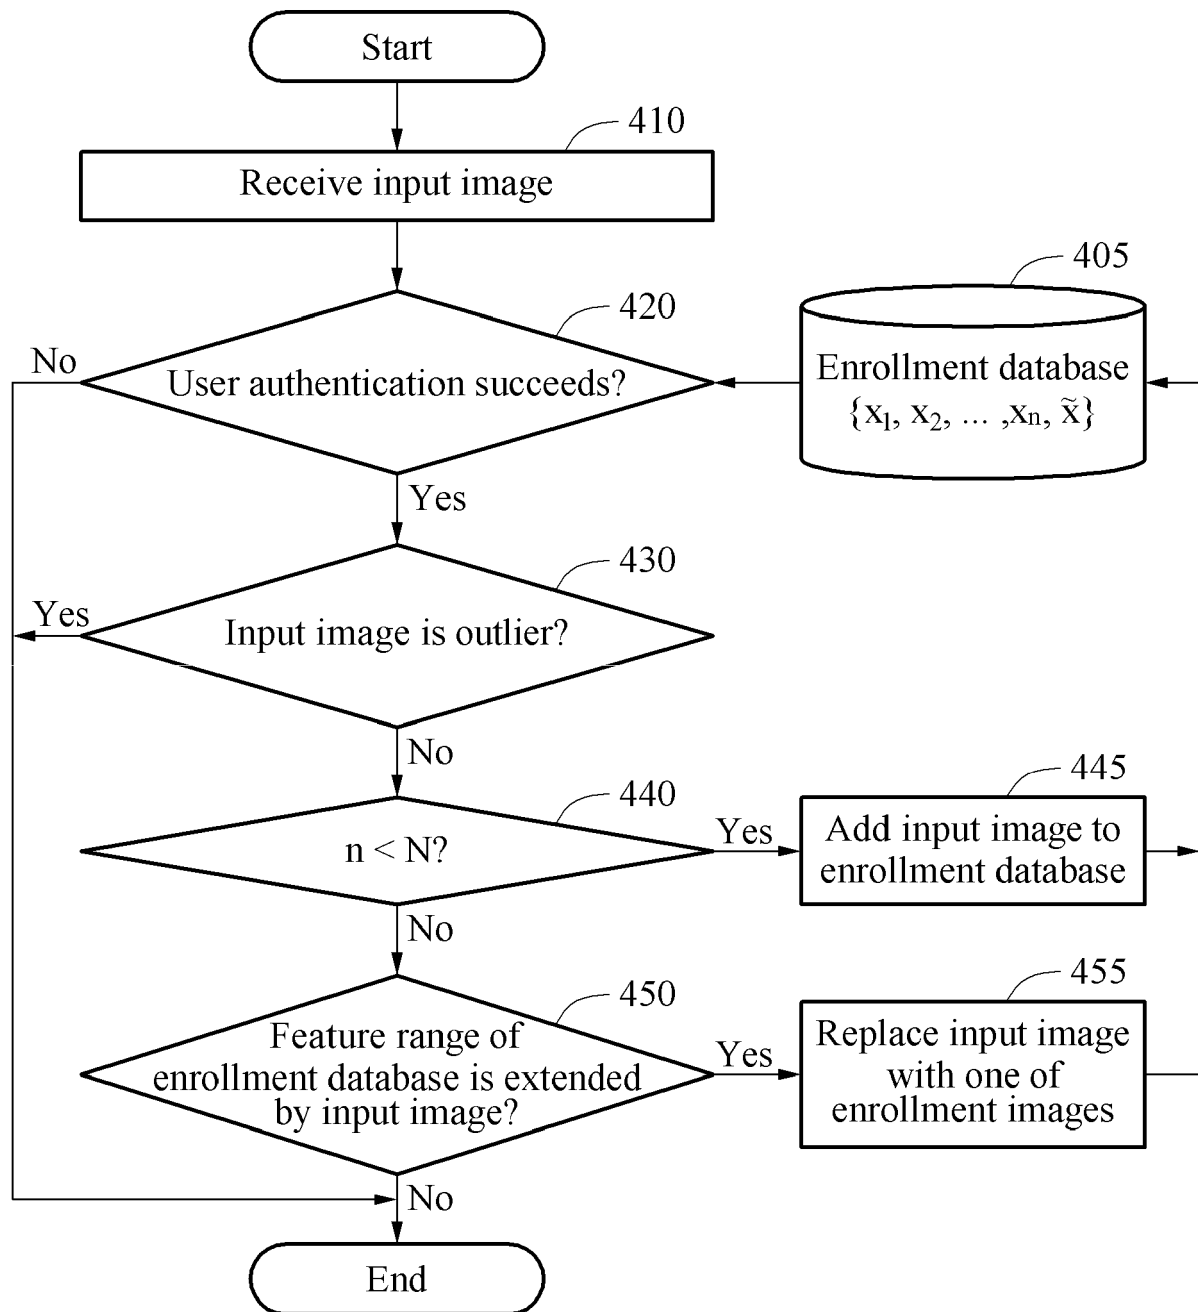 Start
410
Receive input image
420
405
No
User authentication succeeds?
Enrollment database
{x₁, x₂, ... ,xₙ, x̃}
Yes
430
Yes
Input image is outlier?
No
440
445
n < N?
Yes
Add input image to
enrollment database
No
450
455
Feature range of
enrollment database is extended
by input image?
Yes
Replace input image
with one of
enrollment images
No
End